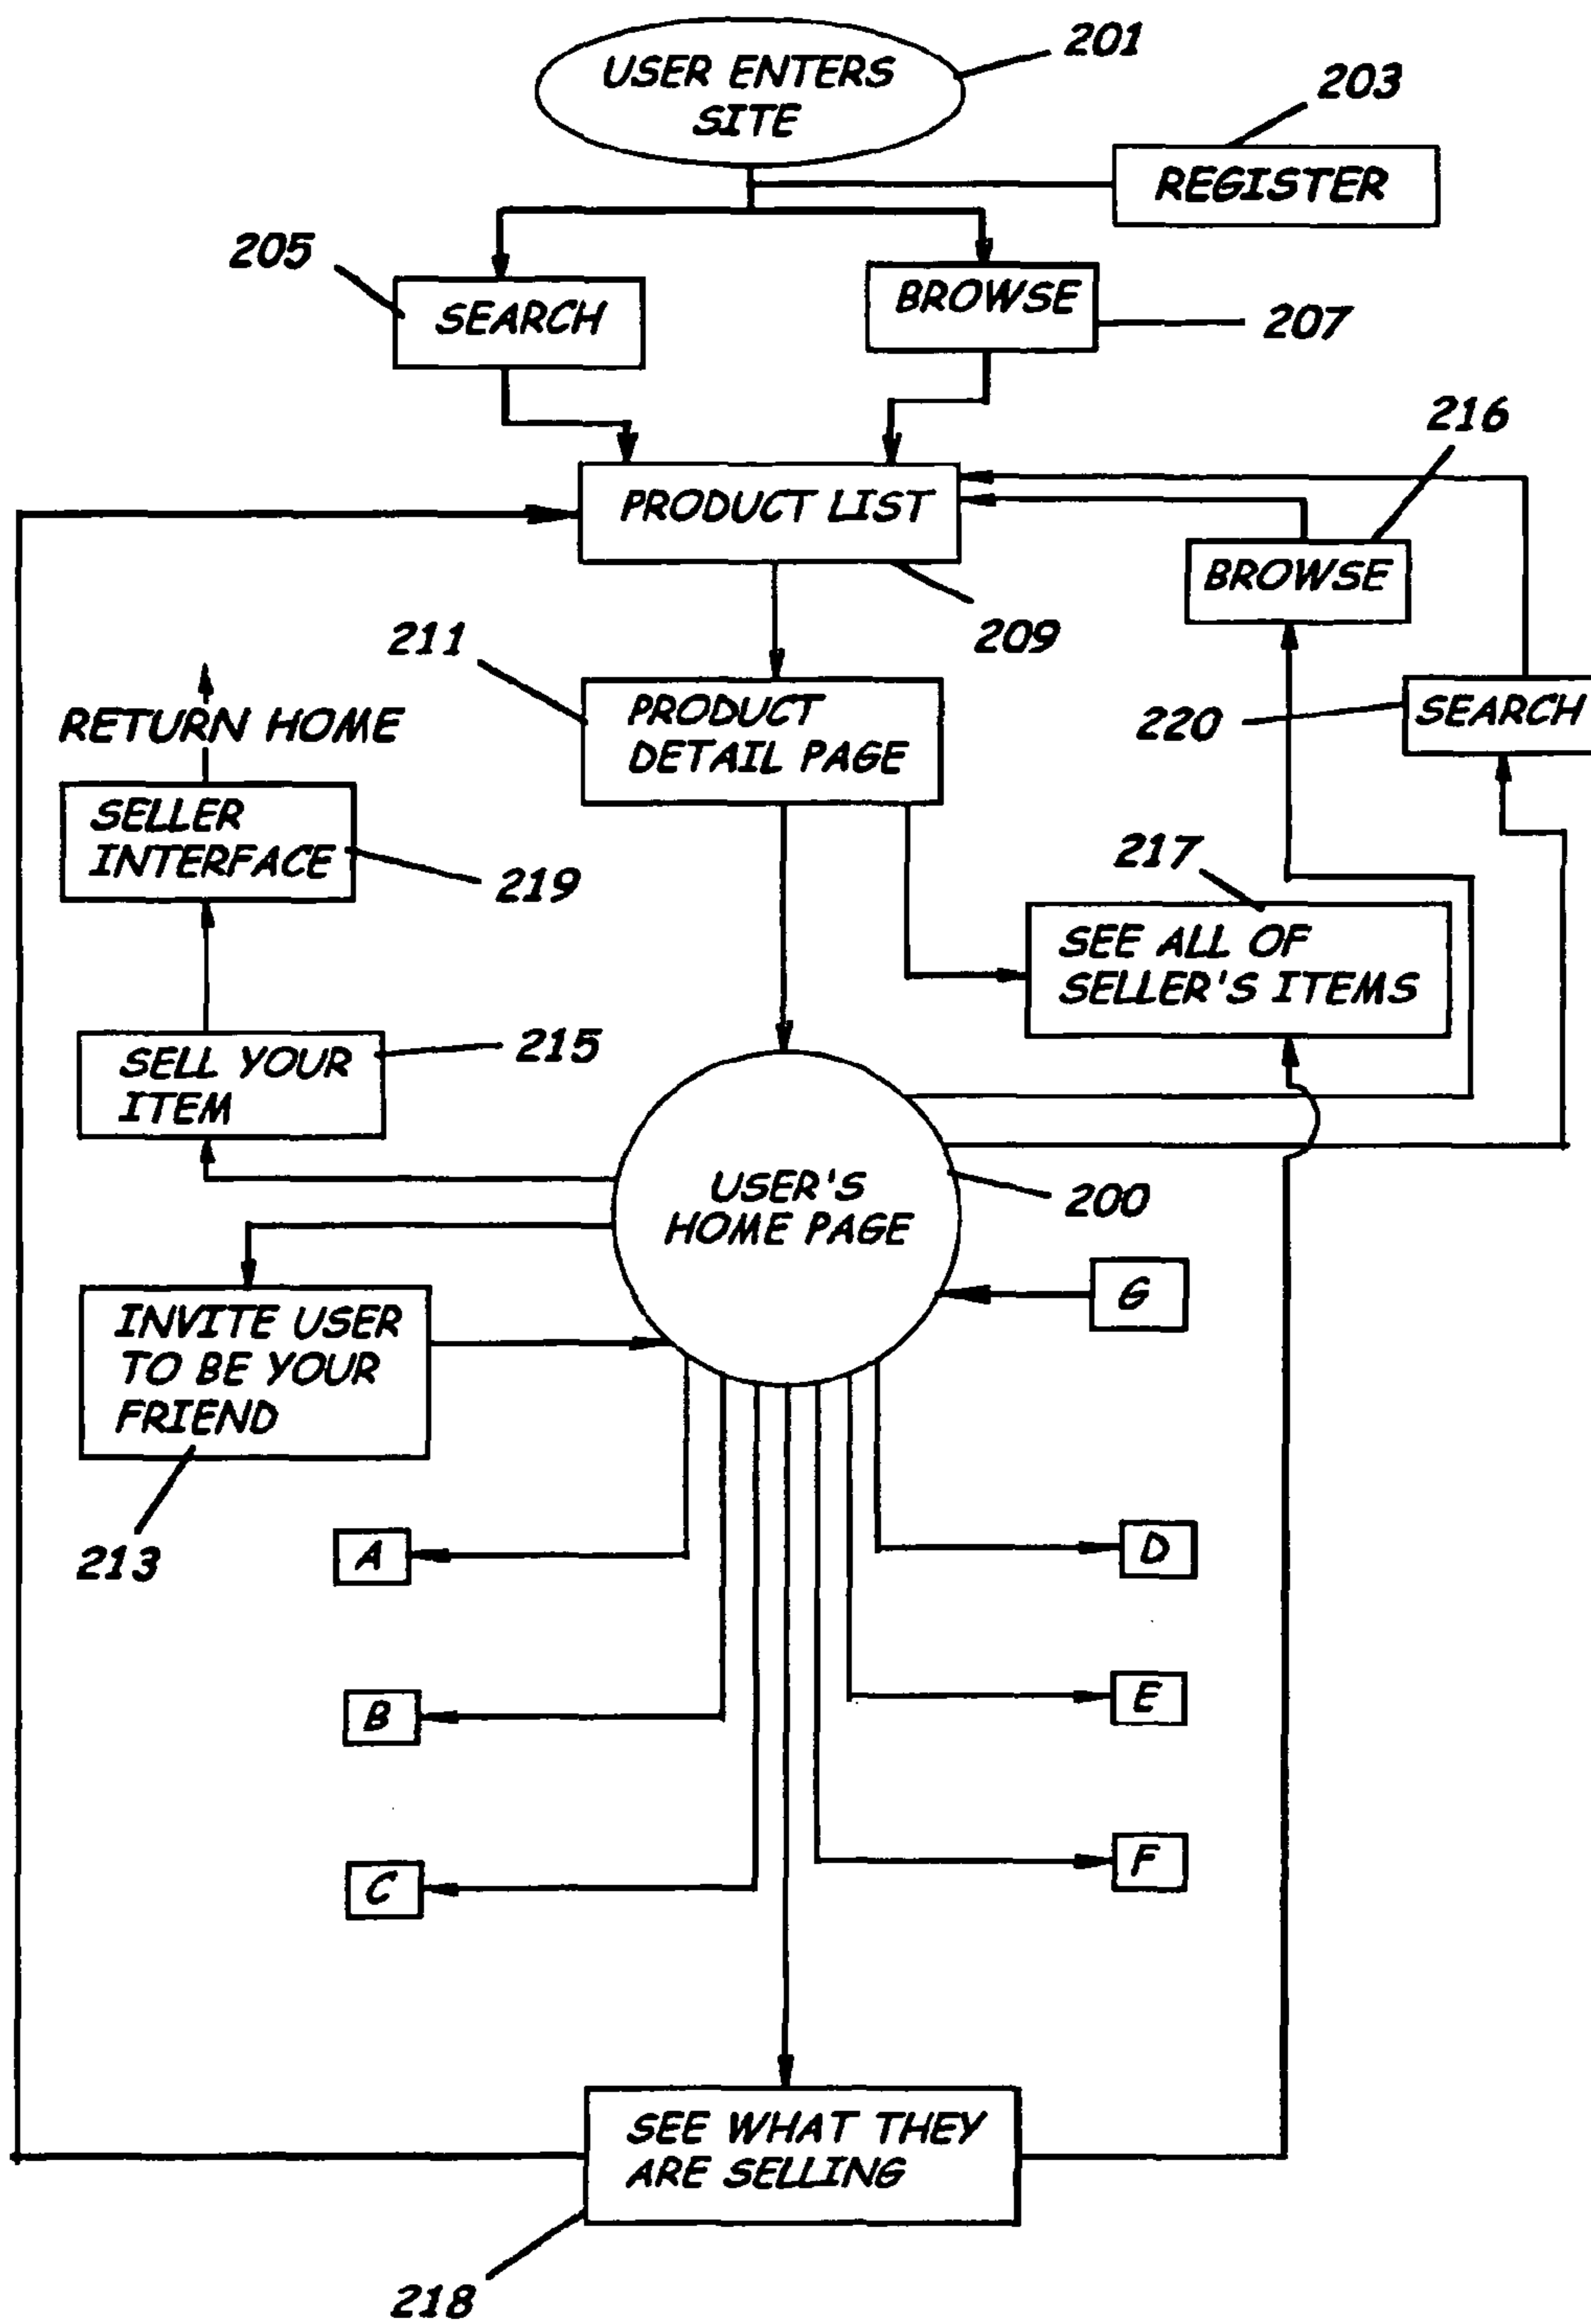 USER ENTERS
SITE
201
203
REGISTER
205
SEARCH
BROWSE
207
216
PRODUCT LIST
BROWSE
209
211
PRODUCT
DETAIL PAGE
RETURN HOME
220
SEARCH
SELLER
INTERFACE
219
217
SEE ALL OF
SELLER'S ITEMS
SELL YOUR
ITEM
215
USER'S
HOME PAGE
200
G
INVITE USER
TO BE YOUR
FRIEND
213
A
D
B
E
C
F
SEE WHAT THEY
ARE SELLING
218